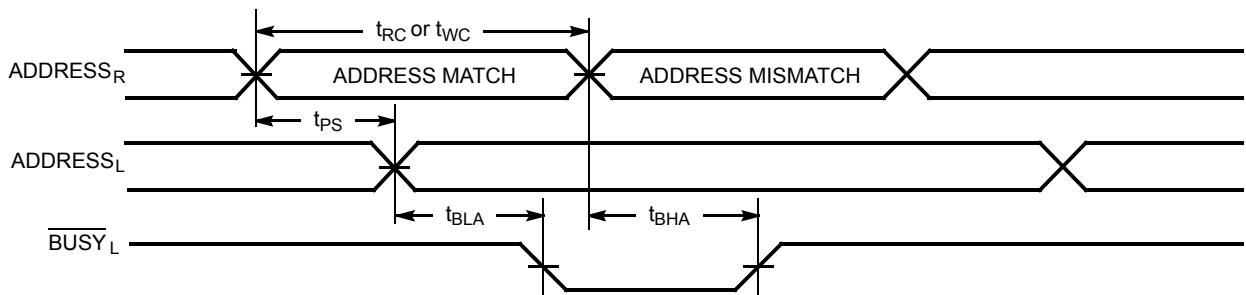 tRC or tWC
ADDRESSR
ADDRESS MATCH
ADDRESS MISMATCH
tPS
ADDRESSL
tBLA
tBHA
BUSYL